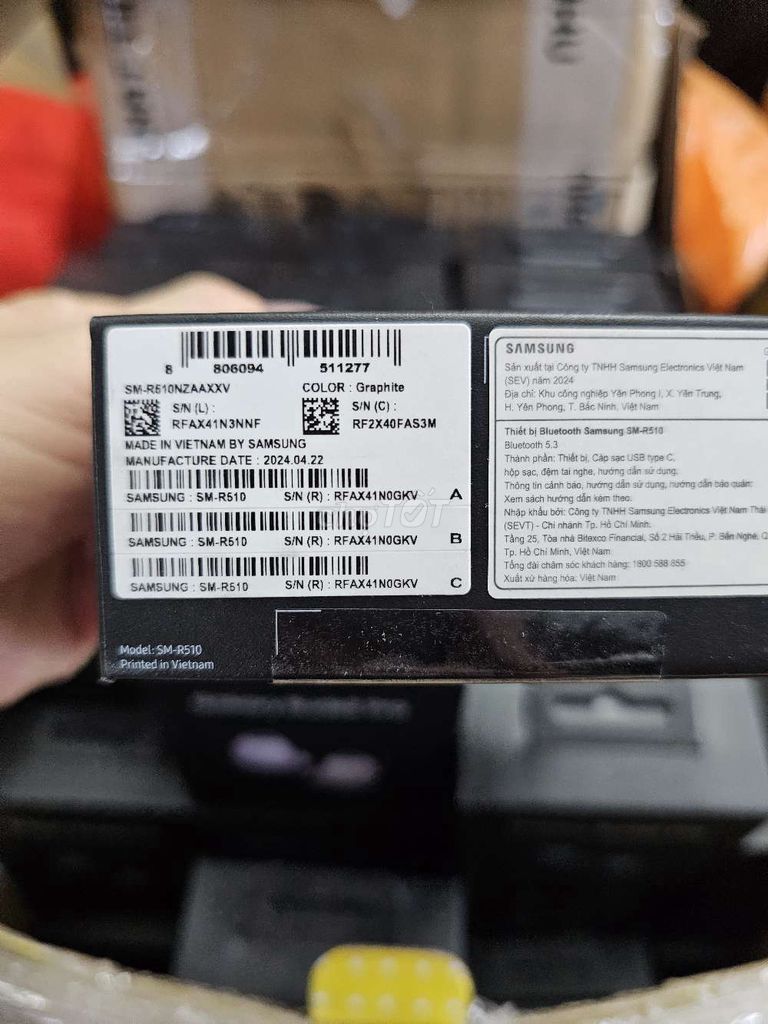 8 806094 511277
SM-R510NZAAXXV COLOR : Graphite
S/N (L) : S/N (C) :
RFAX41N3NNF RF2X40FAS3M
MADE IN VIETNAM BY SAMSUNG
MANUFACTURE DATE : 2024.04.22
SAMSUNG : SM-R510 S/N (R) : RFAX41N0GKV A
SAMSUNG : SM-R510 S/N (R) : RFAX41N0GKV B
SAMSUNG : SM-R510 S/N (R) : RFAX41N0GKV C
Model: SM-R510
Printed in Vietnam
SAMSUNG
Sản xuất tại Công ty TNHH Samsung Electronics Việt Nam
(SEV) năm 2024
Địa chỉ: Khu công nghiệp Yên Phong I, X. Yên Trung,
H. Yên Phong, T. Bắc Ninh, Việt Nam
Thiết bị Bluetooth Samsung SM-R510
Bluetooth 5.3
Thành phần: Thiết bị, Cáp sạc USB type C,
hộp sạc, đệm tai nghe, hướng dẫn sử dụng.
Thông tin cảnh báo, hướng dẫn sử dụng, hướng dẫn bảo quản:
Xem sách hướng dẫn kèm theo.
Nhập khẩu bởi: Công ty TNHH Samsung Electronics Việt Nam Thái
(SEVT) - Chi nhánh Tp. Hồ Chí Minh.
Tầng 25, Tòa nhà Bitexco Financial, Số 2 Hải Triều, P. Bến Nghé, Q
Tp. Hồ Chí Minh, Việt Nam
Tổng đài chăm sóc khách hàng: 1800 588 855
Xuất xứ hàng hóa: Việt Nam
CHỢ TỐT